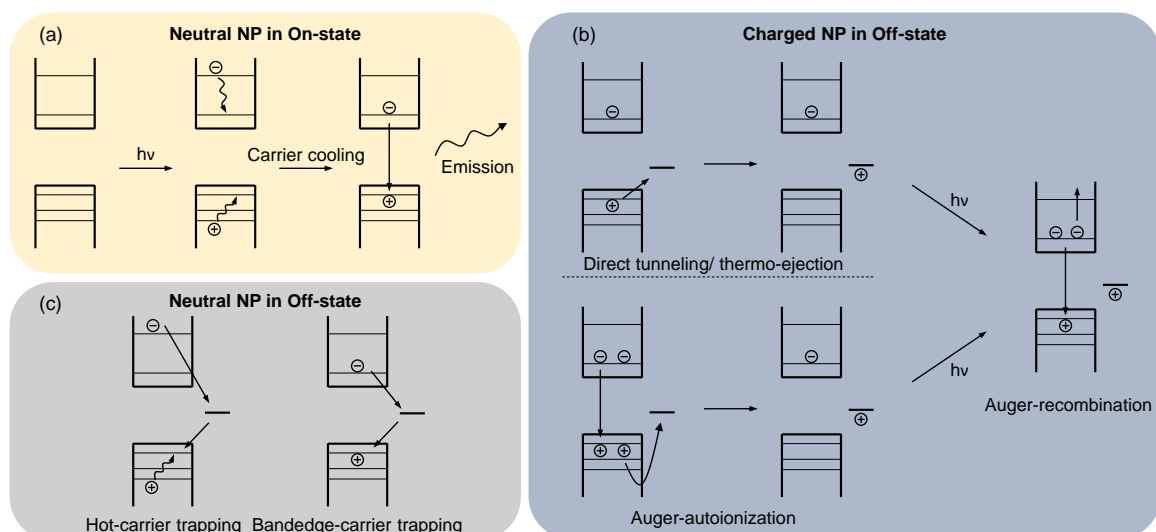 (a)
Neutral NP in On-state
hν
Carrier cooling
Emission
(b)
Charged NP in Off-state
Direct tunneling/ thermo-ejection
hν
hν
Auger-recombination
Auger-autoionization
(c)
Neutral NP in Off-state
Hot-carrier trapping
Bandedge-carrier trapping